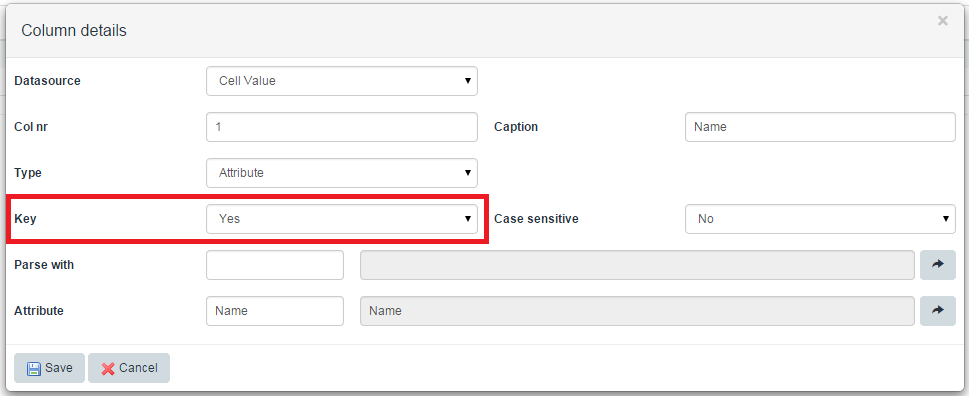 Column details
Datasource Cell Value
Col nr 1 Caption Name
Type Attribute
Key Yes Case sensitive No
Parse with
Attribute Name Name
Save Cancel